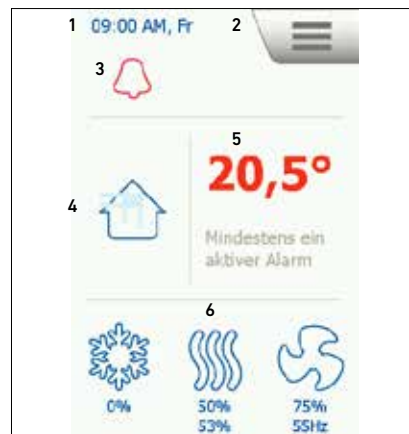 1 09:00 AM, Fr 2
3
5
20,5°
4
Mindestens ein
aktiver Alarm
6
0% 50% 75%
53% 55Hz